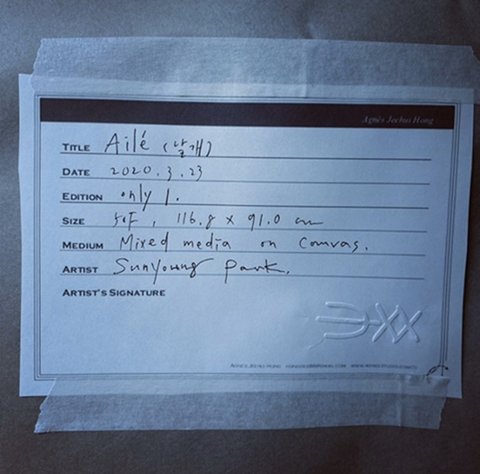 Agnès Jeehui Hong
TITLE Ailé (날개)
DATE 2020.3.23
EDITION only 1.
SIZE 50F, 116.8 x 91.0 cm
MEDIUM Mixed media on Canvas.
ARTIST SunYoung Park.
ARTIST'S SIGNATURE